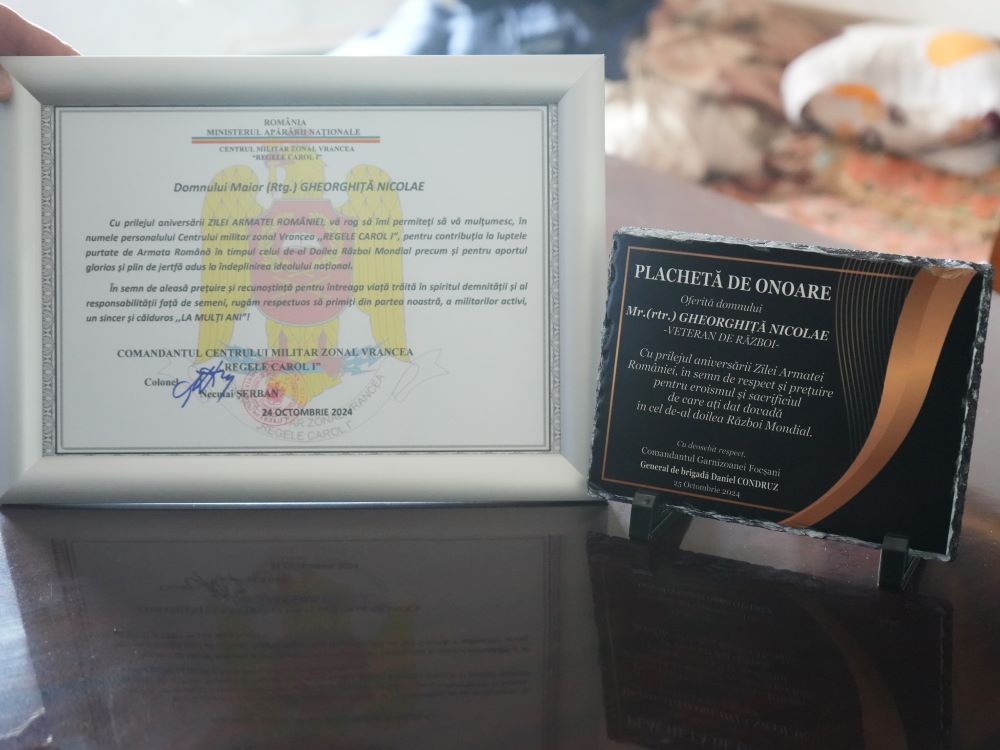 ROMÂNIA
MINISTERUL APĂRĂRII NAȚIONALE
CENTRUL MILITAR ZONAL VRANCEA
"REGELE CAROL I"
Domnului Maior (Rtg.) GHEORGHIȚĂ NICOLAE
Cu prilejul aniversării ZILEI ARMATEI ROMÂNIEI, vă rog să îmi permiteți să vă mulțumesc, în
numele personalului Centrului militar zonal Vrancea ,,REGELE CAROL I", pentru contribuția la luptele
purtate de Armata Română în timpul celui de-al Doilea Război Mondial precum și pentru aportul
glorios și plin de jertfă adus la îndeplinirea idealului național.
În semn de aleasă prețuire și recunoștință pentru întreaga viață trăită în spiritul demnității și al
responsabilității față de semeni, rugăm respectuos să primiți din partea noastră, a militarilor activi,
un sincer și călduros ,,LA MULȚI ANI"!
COMANDANTUL CENTRULUI MILITAR ZONAL VRANCEA
"REGELE CAROL I"
Colonel
Neculai ȘERBAN
24 OCTOMBRIE 2024
MILITAR ZONAL VRANCEA
"REGELE CAROL I"
PLACHETĂ DE ONOARE
Oferită domnului
Mr.(rtr.) GHEORGHIȚĂ NICOLAE
-VETERAN DE RĂZBOI-
Cu prilejul aniversării Zilei Armatei
României, în semn de respect și prețuire
pentru eroismul și sacrificiul
de care ați dat dovadă
în cel de-al doilea Război Mondial.
Cu deosebit respect,
Comandantul Garnizoanei Focșani
General de brigadă Daniel CONDRUZ
25 Octombrie 2024